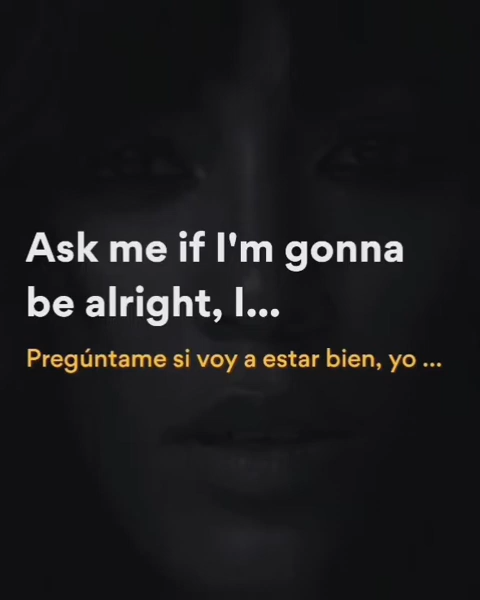 Ask me if I'm gonna
be alright, I...
Pregúntame si voy a estar bien, yo ...